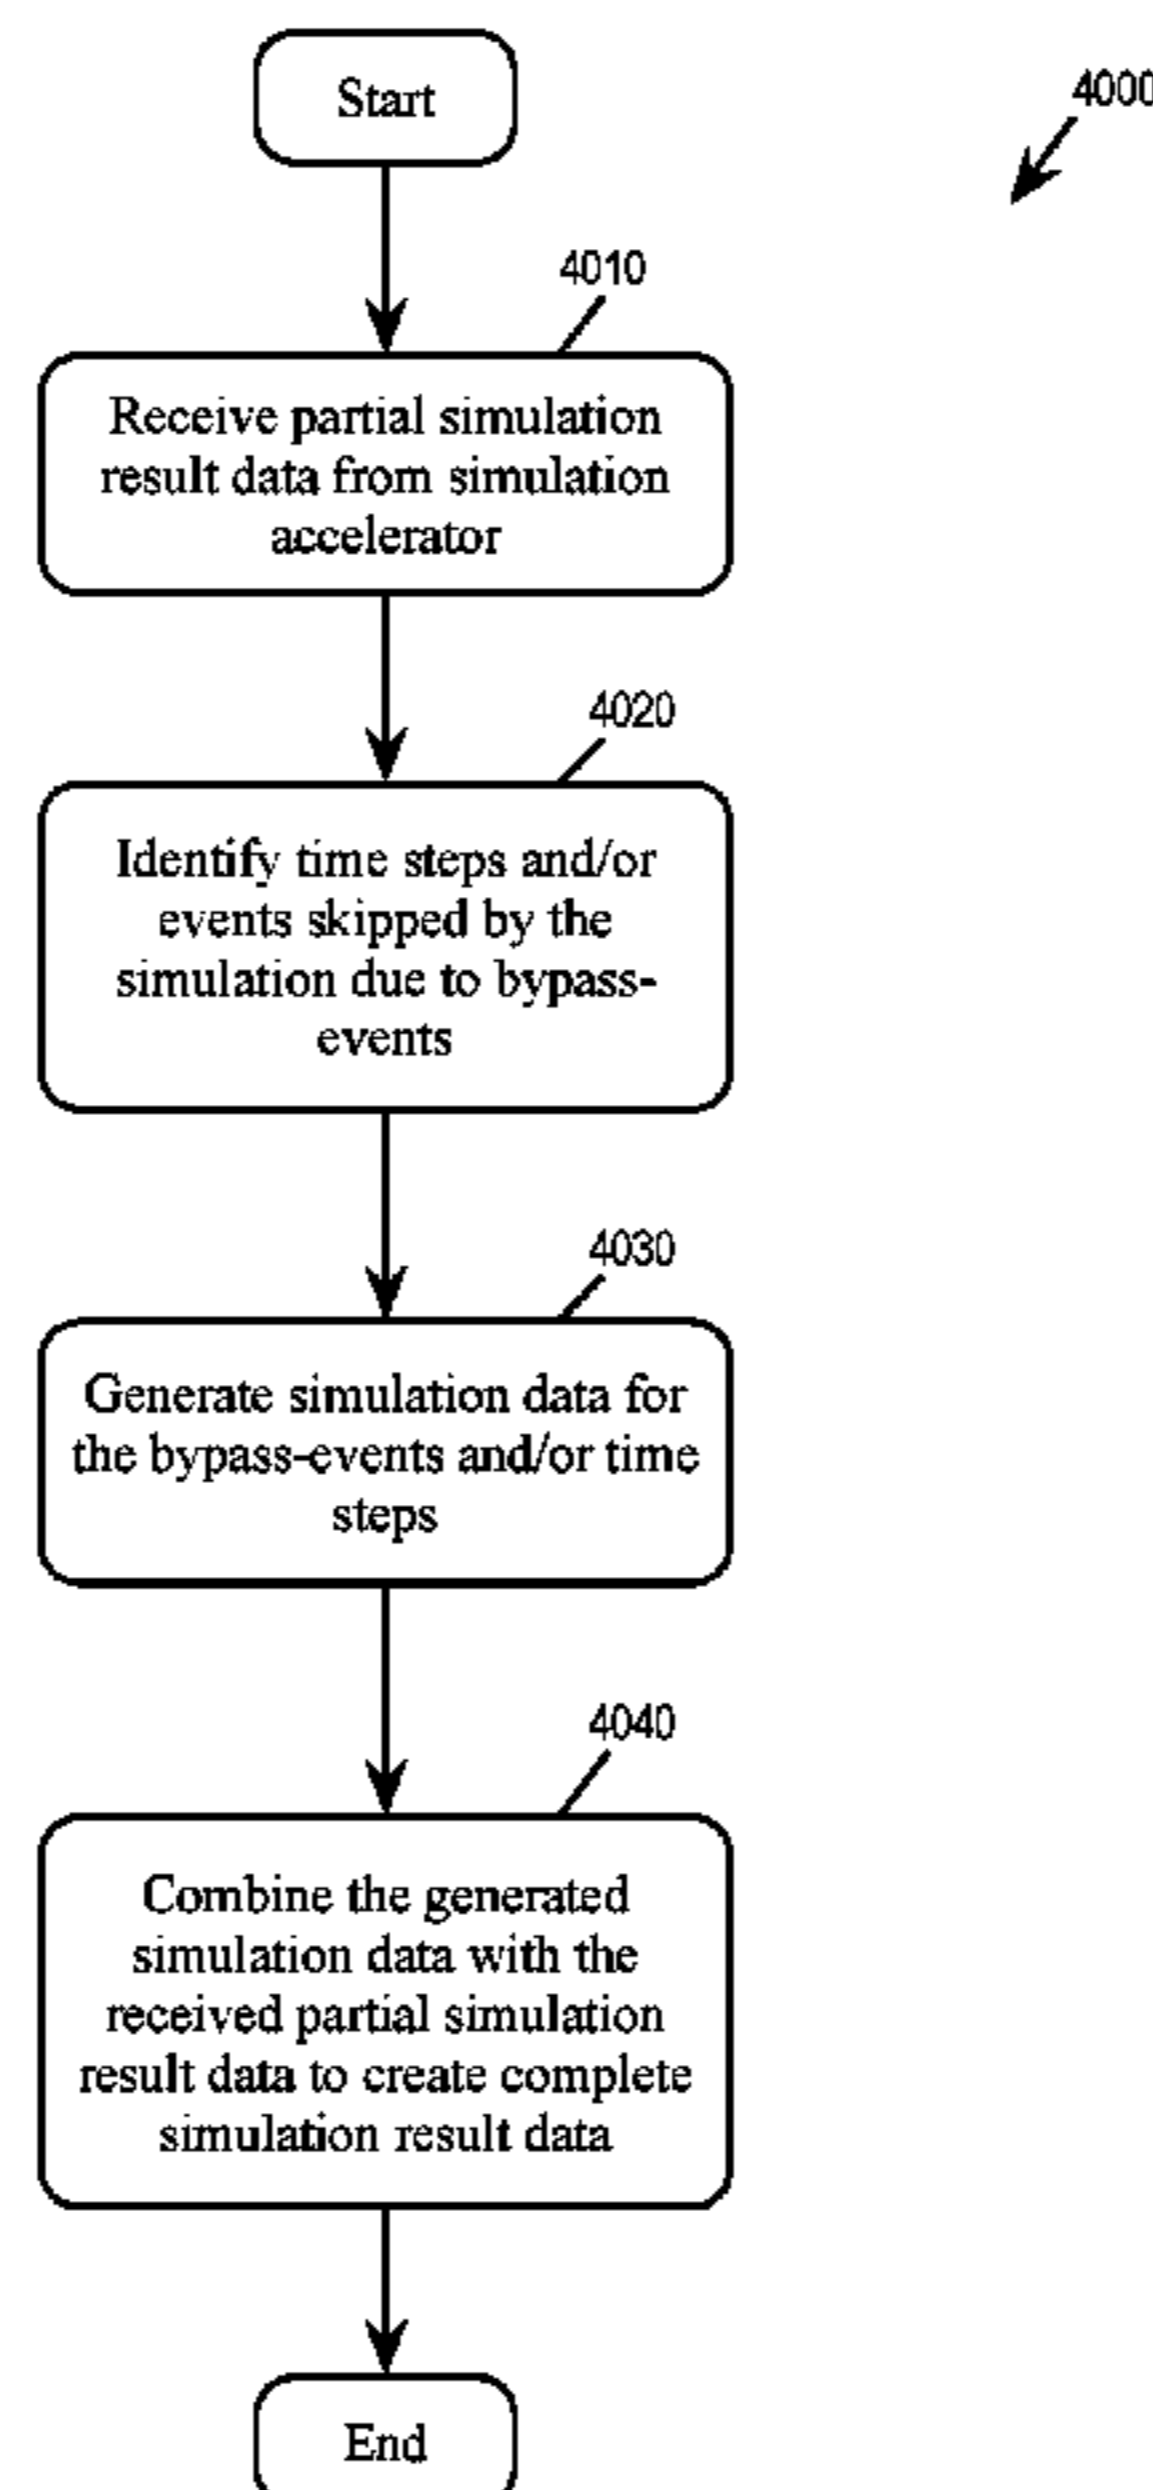 Start
4000
4010
Receive partial simulation
result data from simulation
accelerator
4020
Identify time steps and/or
events skipped by the
simulation due to bypass-
events
4030
Generate simulation data for
the bypass-events and/or time
steps
4040
Combine the generated
simulation data with the
received partial simulation
result data to create complete
simulation result data
End